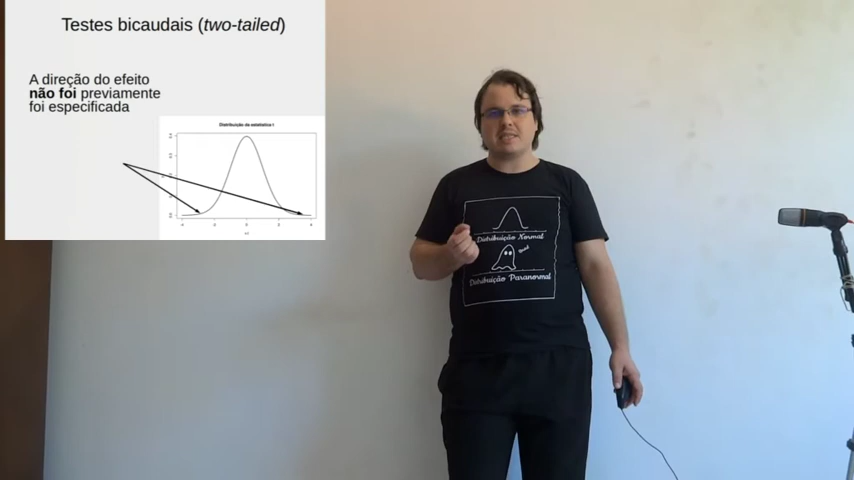 Testes bicaudais (two-tailed)
A direção do efeito
não foi previamente
foi especificada
Distribuição da estatística t
Distribuição Normal
Distribuição Paranormal